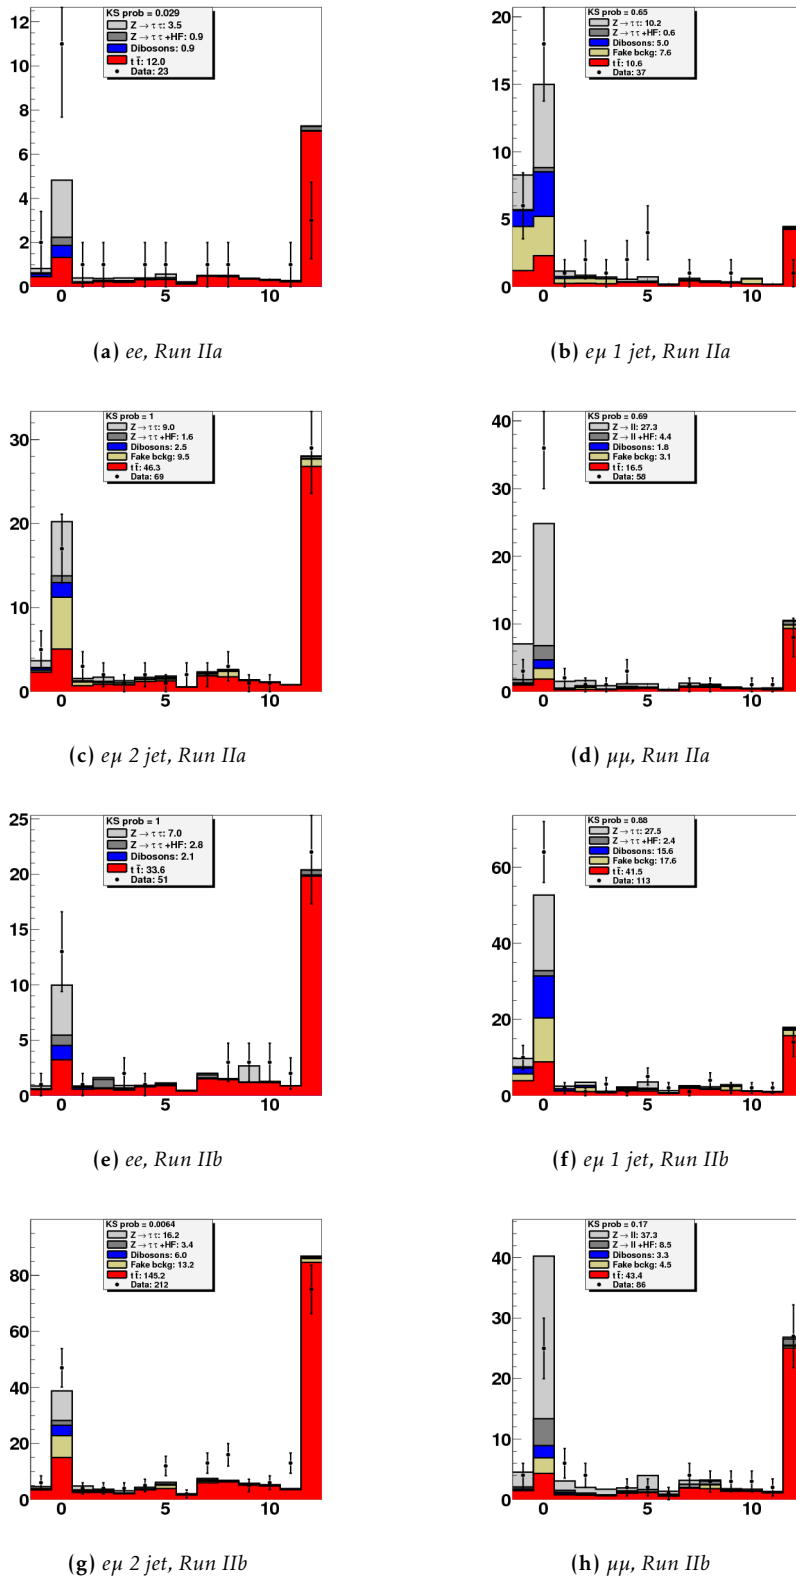 KS prob = 0.029
Z → τ τ: 3.5
Z → τ τ +HF: 0.9
Dibosons: 0.9
t t̄: 12.0
Data: 23
12
10
8
6
4
2
0
0 5 10
(a) ee, Run IIa
KS prob = 0.65
Z → τ τ: 10.2
Z → τ τ +HF: 0.6
Dibosons: 5.0
Fake bckg: 7.6
t t̄: 10.6
Data: 37
20
15
10
5
0
0 5 10
(b) eμ 1 jet, Run IIa
KS prob = 1
Z → τ τ: 9.0
Z → τ τ +HF: 1.6
Dibosons: 2.5
Fake bckg: 9.5
t t̄: 46.3
Data: 69
30
20
10
0
0 5 10
(c) eμ 2 jet, Run IIa
KS prob = 0.69
Z → ll: 27.3
Z → ll +HF: 4.4
Dibosons: 1.8
Fake bckg: 3.1
t t̄: 16.5
Data: 58
40
30
20
10
0
0 5 10
(d) μμ, Run IIa
KS prob = 1
Z → τ τ: 7.0
Z → τ τ +HF: 2.8
Dibosons: 2.1
t t̄: 33.6
Data: 51
25
20
15
10
5
0
0 5 10
(e) ee, Run IIb
KS prob = 0.88
Z → τ τ: 27.5
Z → τ τ +HF: 2.4
Dibosons: 15.6
Fake bckg: 17.6
t t̄: 41.5
Data: 113
60
40
20
0
0 5 10
(f) eμ 1 jet, Run IIb
KS prob = 0.0064
Z → τ τ: 16.2
Z → τ τ +HF: 3.4
Dibosons: 6.0
Fake bckg: 13.2
t t̄: 145.2
Data: 212
80
60
40
20
0
0 5 10
(g) eμ 2 jet, Run IIb
KS prob = 0.17
Z → ll: 37.3
Z → ll +HF: 8.5
Dibosons: 3.3
Fake bckg: 4.5
t t̄: 43.4
Data: 86
40
30
20
10
0
0 5 10
(h) μμ, Run IIb